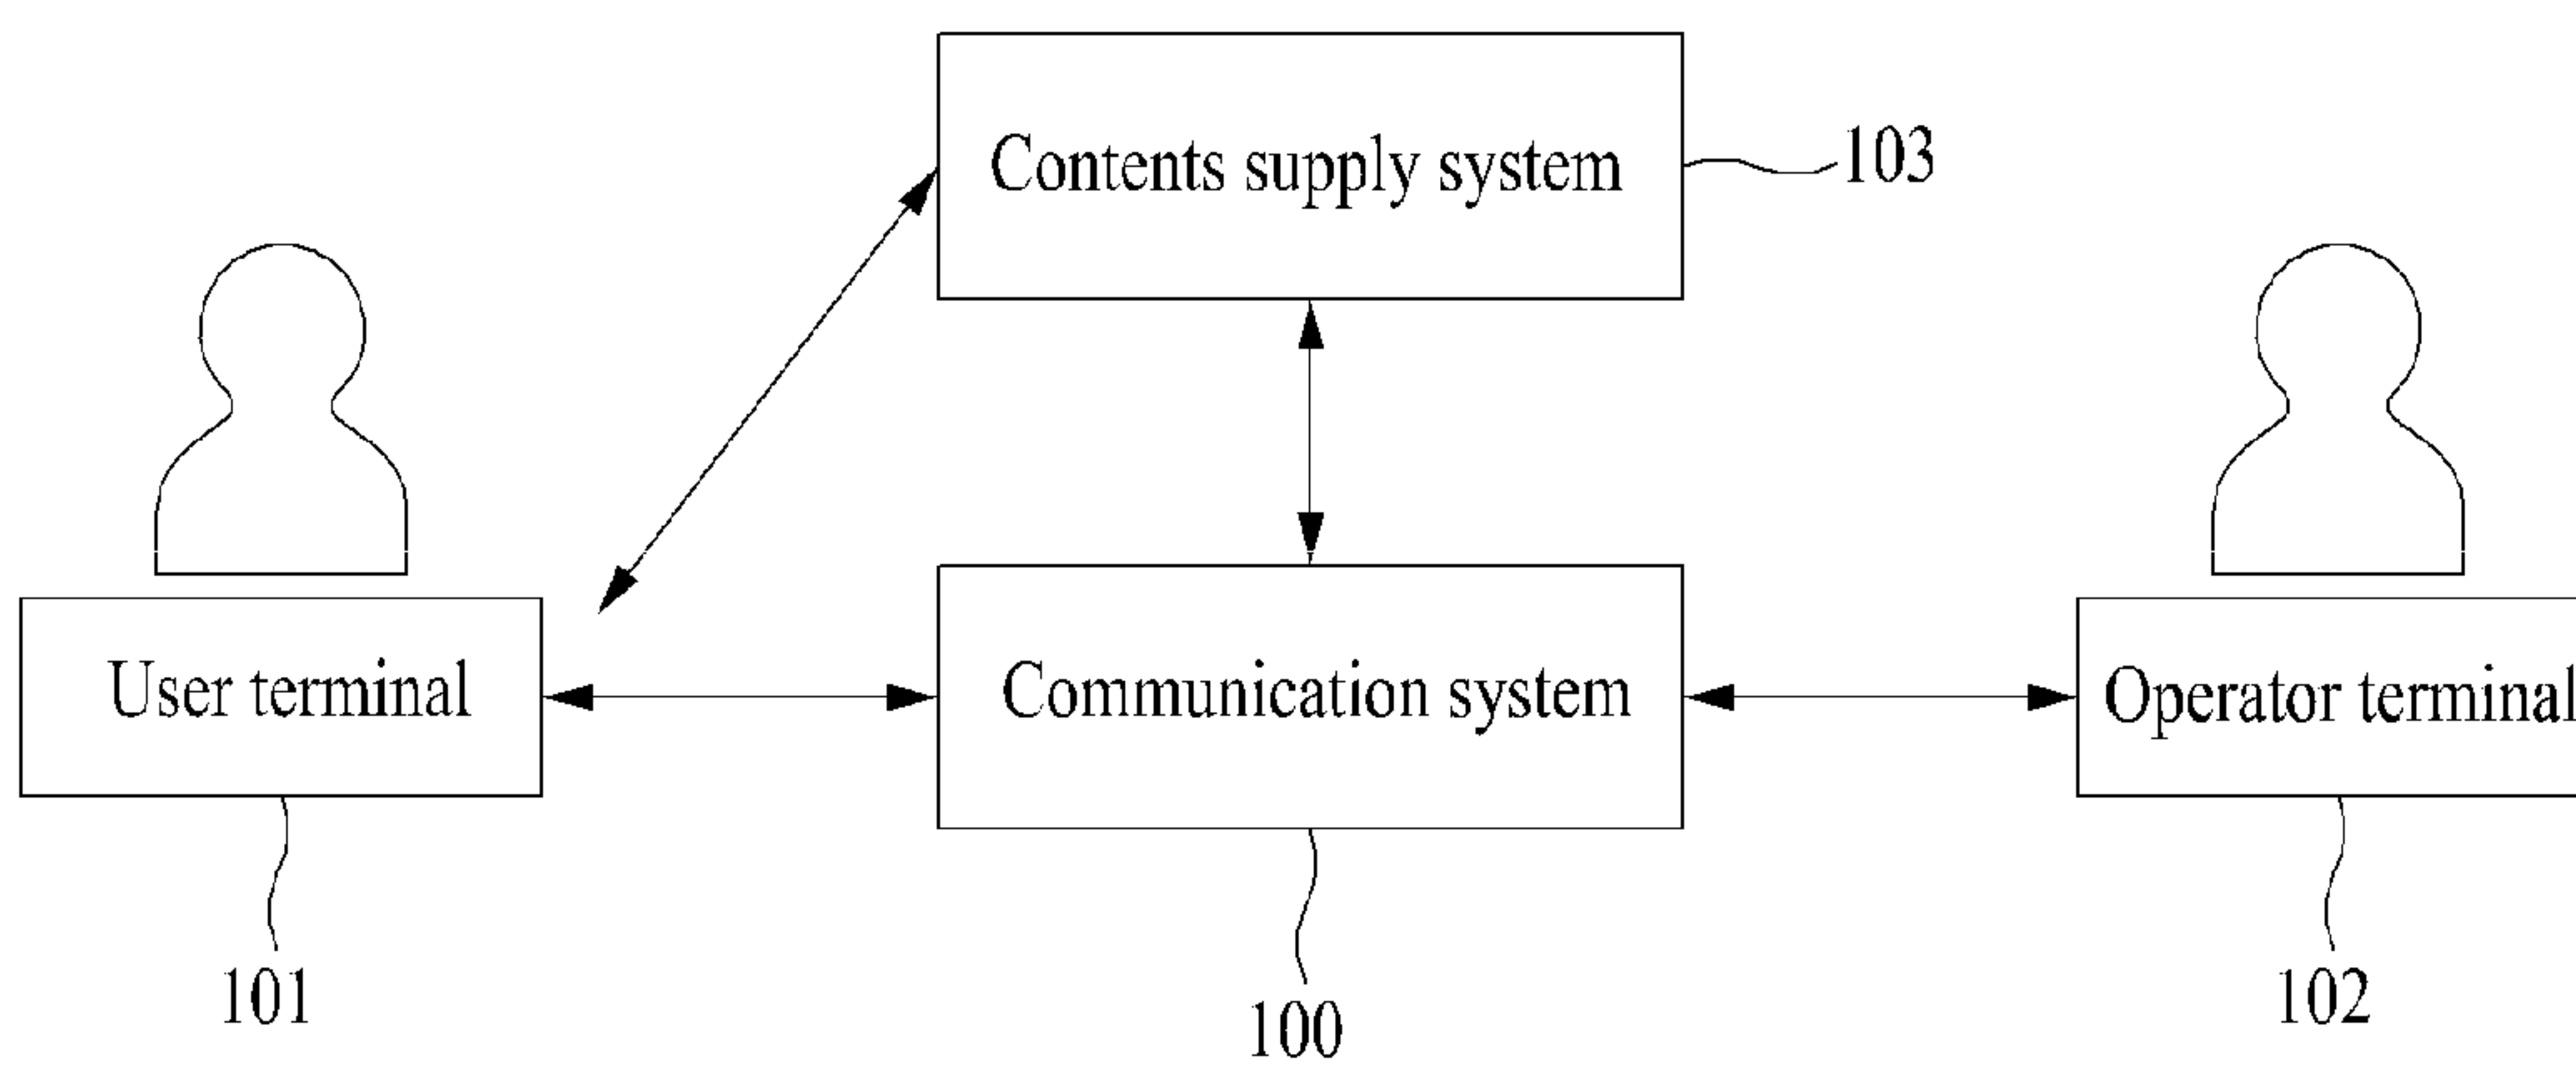 Contents supply system
103
User terminal
Communication system
Operator terminal
101
100
102